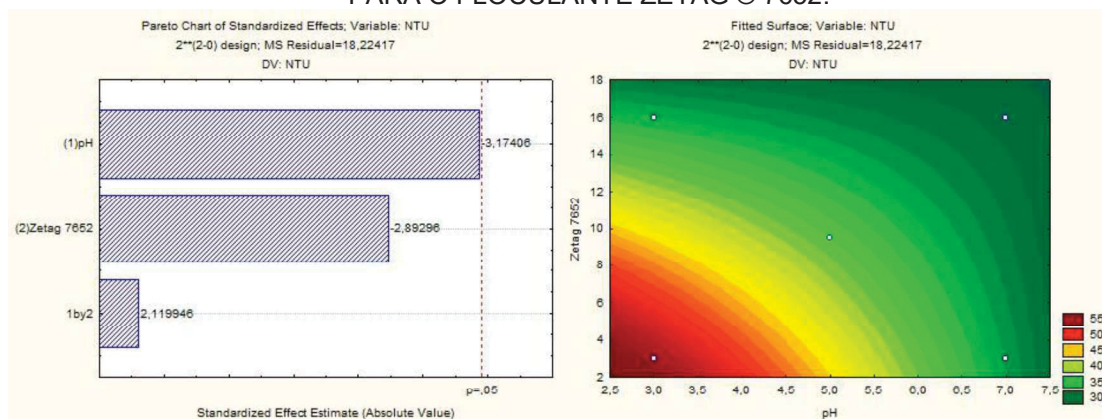 PARA O FLOCULANTE ZETAG ® 7652.
Pareto Chart of Standardized Effects; Variable: NTU
2**(2-0) design; MS Residual=18,22417
DV: NTU
(1)pH
-3,17406
(2)Zetag 7652
-2,89296
1by2
2,119946
p=,05
Standardized Effect Estimate (Absolute Value)
Fitted Surface; Variable: NTU
2**(2-0) design; MS Residual=18,22417
DV: NTU
Zetag 7652
18
16
14
12
10
8
6
4
2
2,5 3,0 3,5 4,0 4,5 5,0 5,5 6,0 6,5 7,0 7,5
pH
55
50
45
40
35
30